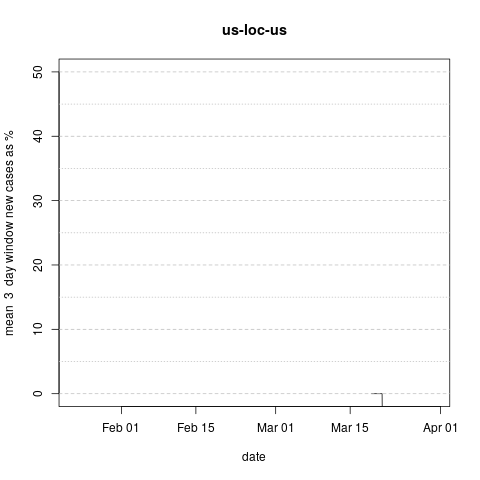 us-loc-us
mean 3 day window new cases as %
50
40
30
20
10
0
Feb 01
Feb 15
Mar 01
Mar 15
Apr 01
date